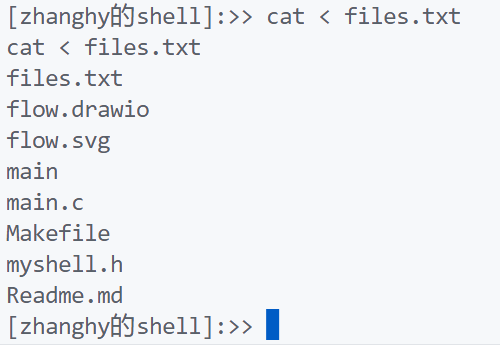 [zhanghy的shell]:>> cat < files.txt
cat < files.txt
files.txt
flow.drawio
flow.svg
main
main.c
Makefile
myshell.h
Readme.md
[zhanghy的shell]:>>